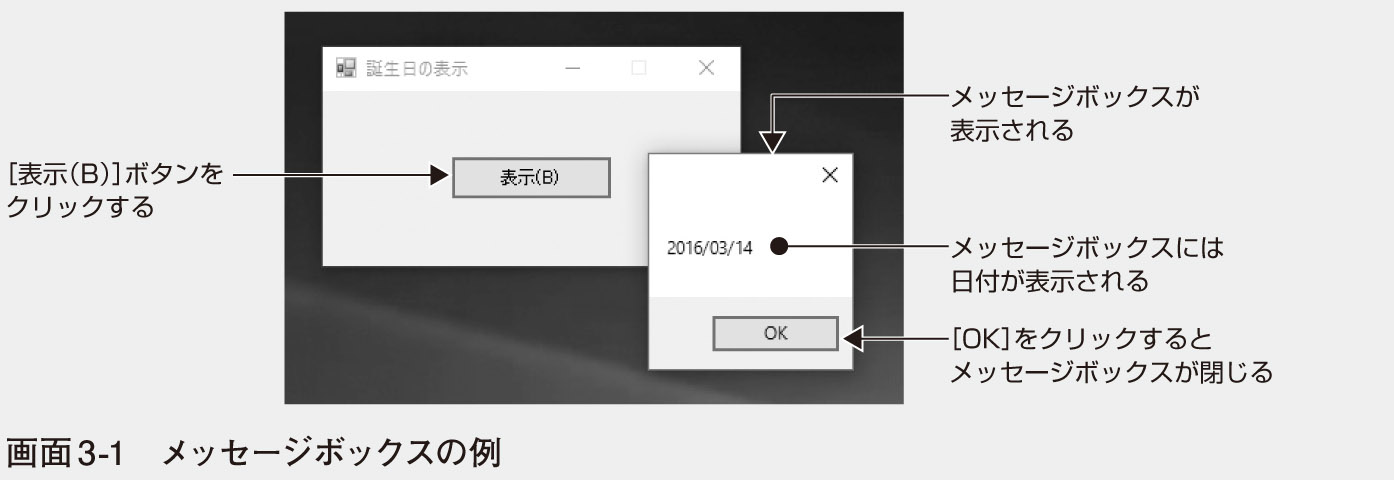 誕生日の表示
表示(B)
[表示(B)]ボタンを
クリックする
メッセージボックスが
表示される
2016/03/14
メッセージボックスには
日付が表示される
OK
[OK]をクリックすると
メッセージボックスが閉じる
画面3-1 メッセージボックスの例